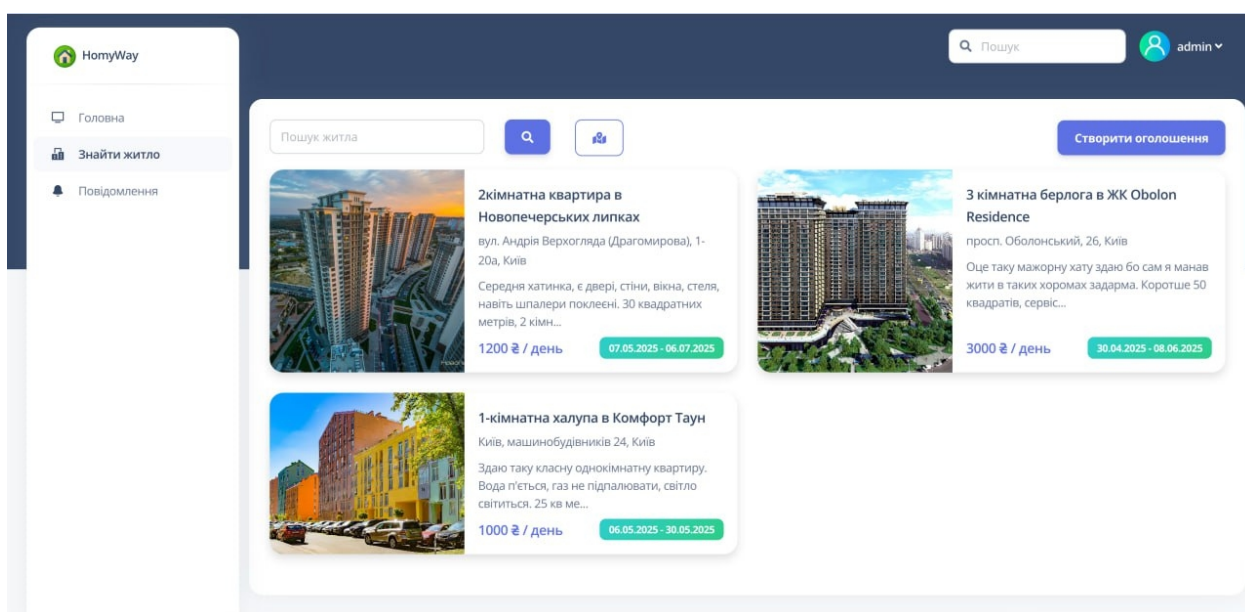 HomyWay
Пошук
admin
Головна
Знайти житло
Повідомлення
Пошук житла
Створити оголошення
2кімнатна квартира в
Новопечерських липках
вул. Андрія Верхогляда (Драгомирова), 1-
20а, Київ
Середня хатинка, є двері, стіни, вікна, стеля,
навіть шпалери поклеєні. 30 квадратних
метрів, 2 кімн...
1200 ₴ / день
07.05.2025 - 06.07.2025
3 кімнатна берлога в ЖК Obolon
Residence
просп. Оболонський, 26, Київ
Оце таку мажорну хату здаю бо сам я манав
жити в таких хоромах задарма. Коротше 50
квадратів, сервіс...
3000 ₴ / день
30.04.2025 - 08.06.2025
1-кімнатна халупа в Комфорт Таун
Київ, машинобудівників 24, Київ
Здаю таку класну однокімнатну квартиру.
Вода п'ється, газ не підпалювати, світло
світиться. 25 кв ме...
1000 ₴ / день
06.05.2025 - 30.05.2025